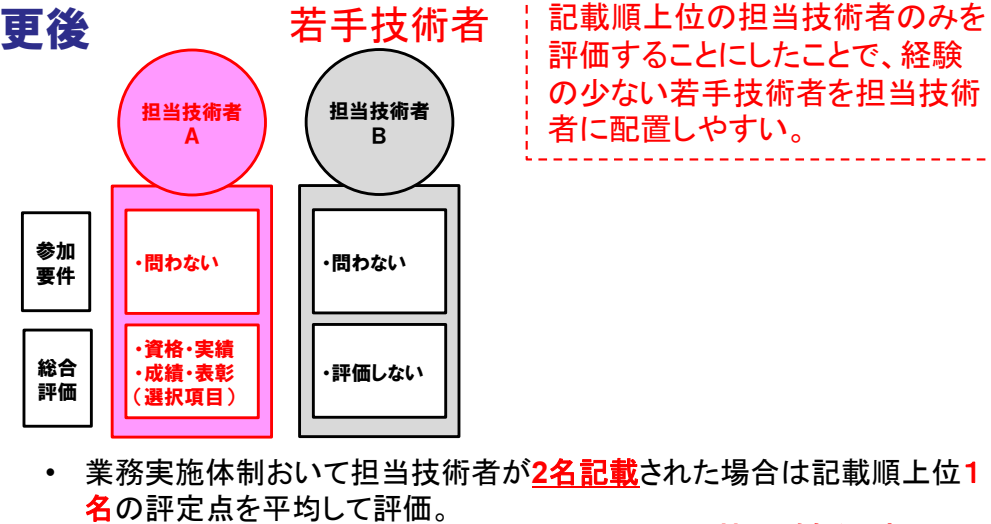 更後
若手技術者
記載順上位の担当技術者のみを
評価することにしたことで、経験
の少ない若手技術者を担当技術
者に配置しやすい。
担当技術者
A
担当技術者
B
参加
要件
・問わない
・問わない
総合
評価
・資格・実績
・成績・表彰
（選択項目）
・評価しない
• 業務実施体制おいて担当技術者が2名記載された場合は記載順上位1
名の評定点を平均して評価。